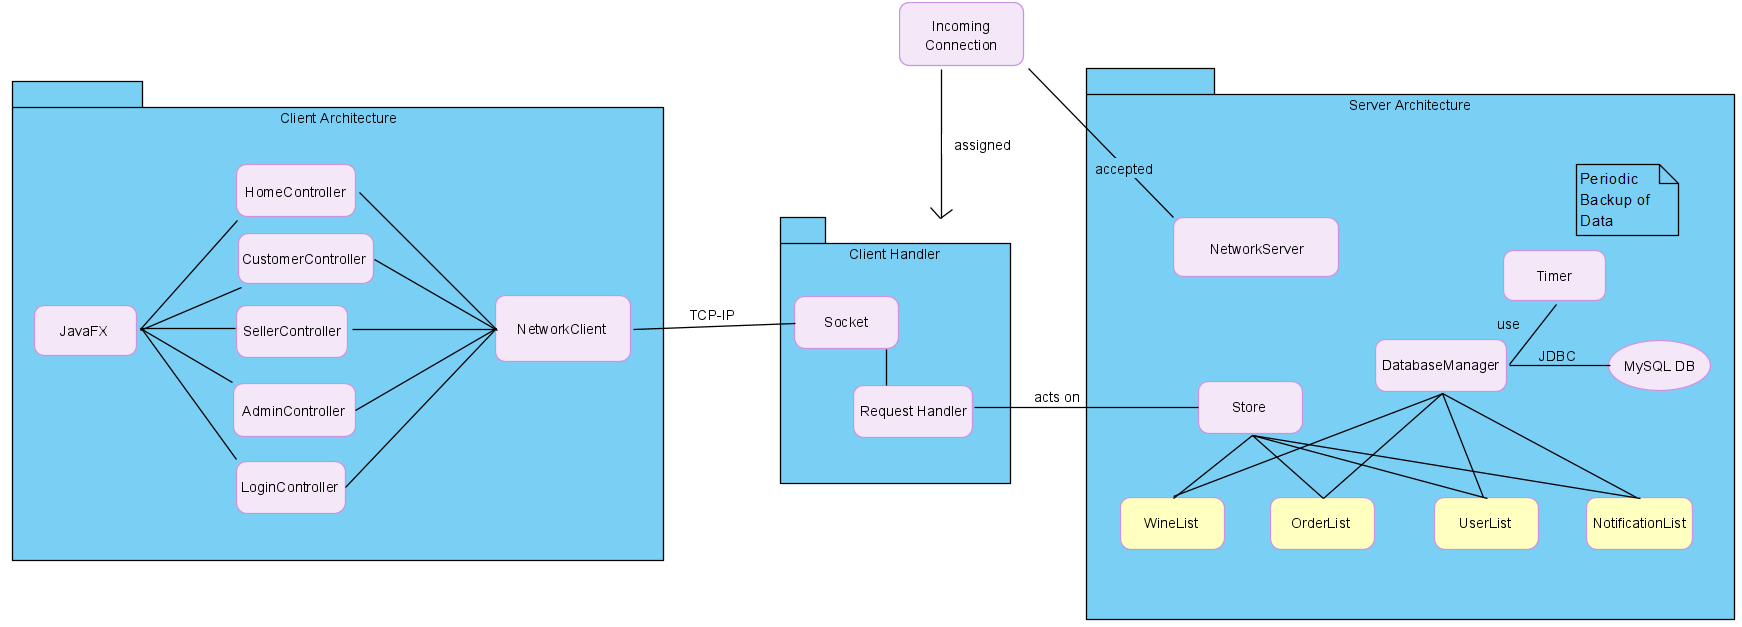 Incoming
Connection
assigned
accepted
Client Architecture
HomeController
CustomerController
JavaFX
SellerController
NetworkClient
AdminController
LoginController
TCP-IP
Client Handler
Socket
Request Handler
acts on
Server Architecture
Periodic
Backup of
Data
NetworkServer
Timer
use
DatabaseManager
JDBC
MySQL DB
Store
WineList
OrderList
UserList
NotificationList